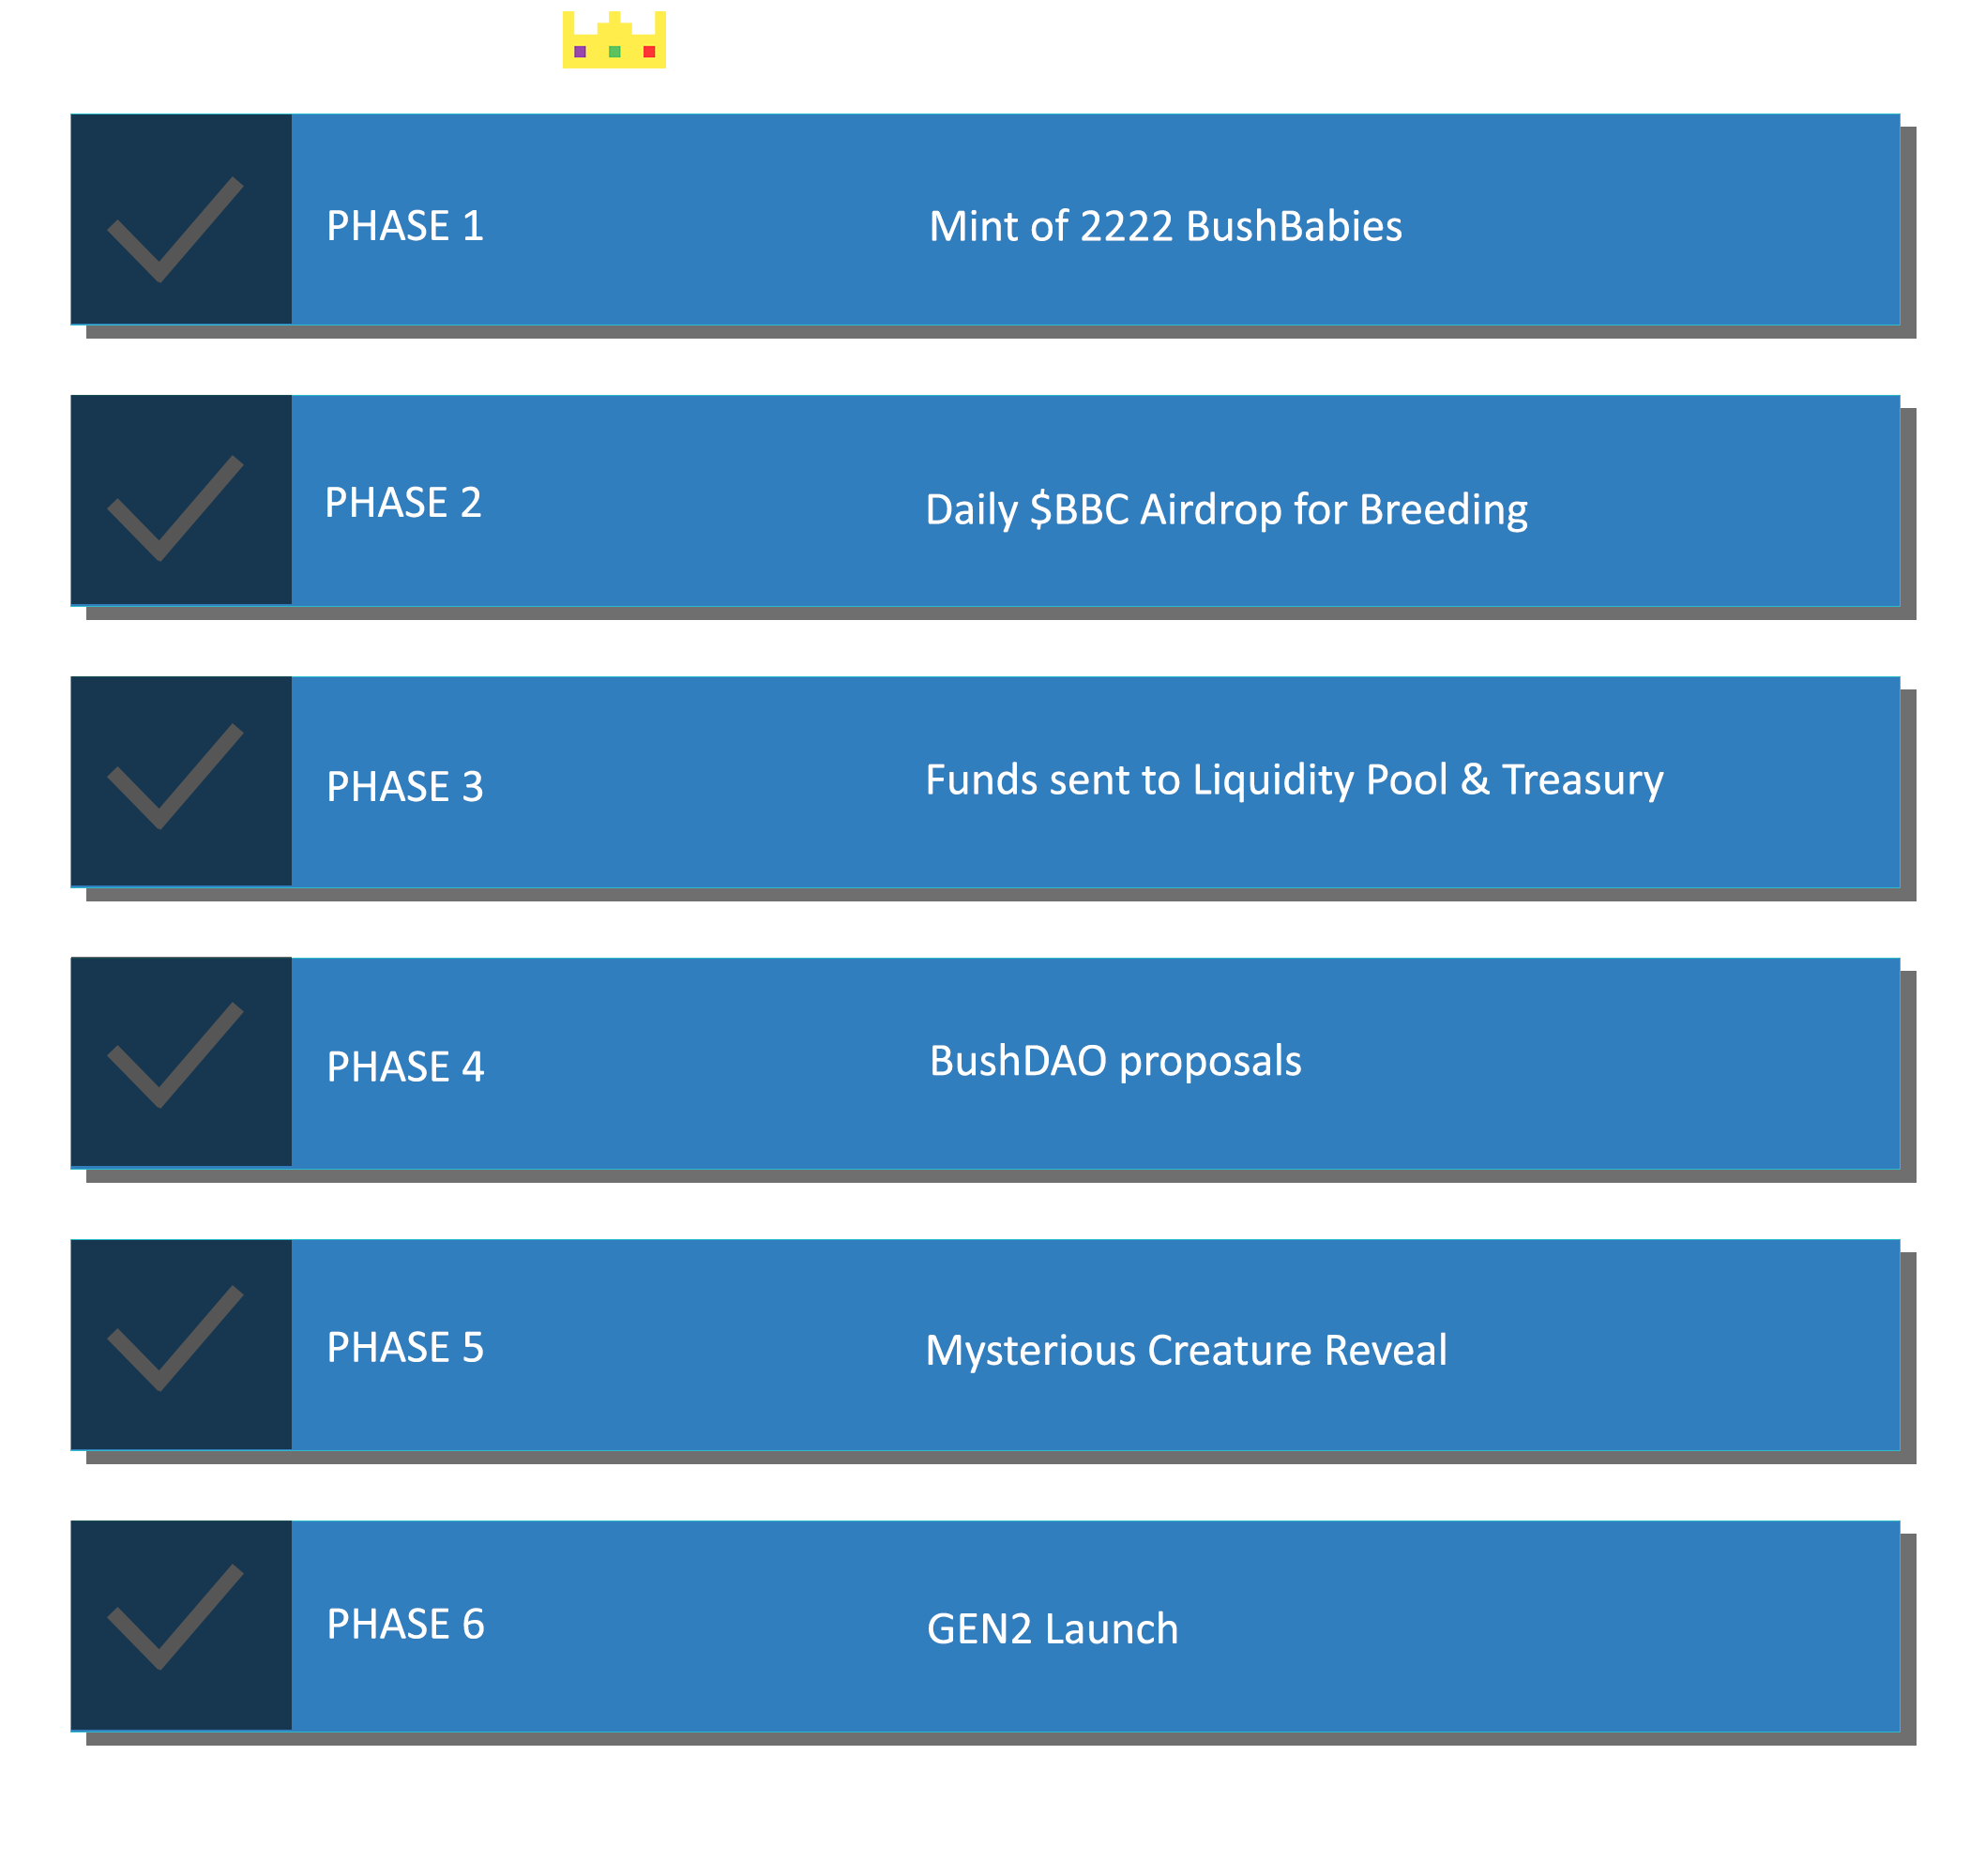 PHASE 1 Mint of 2222 BushBabies
PHASE 2 Daily $BBC Airdrop for Breeding
PHASE 3 Funds sent to Liquidity Pool & Treasury
PHASE 4 BushDAO proposals
PHASE 5 Mysterious Creature Reveal
PHASE 6 GEN2 Launch